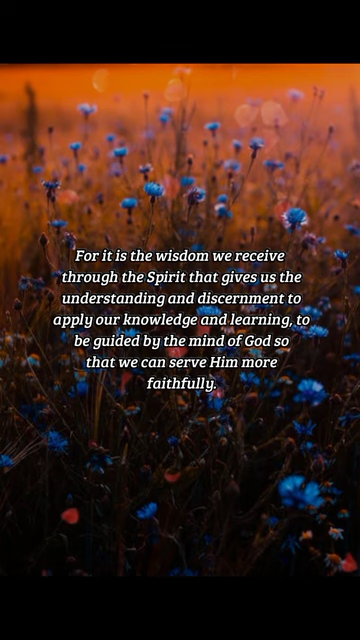 For it is the wisdom we receive
through the Spirit that gives us the
understanding and discernment to
apply our knowledge and learning, to
be guided by the mind of God so
that we can serve Him more
faithfully.